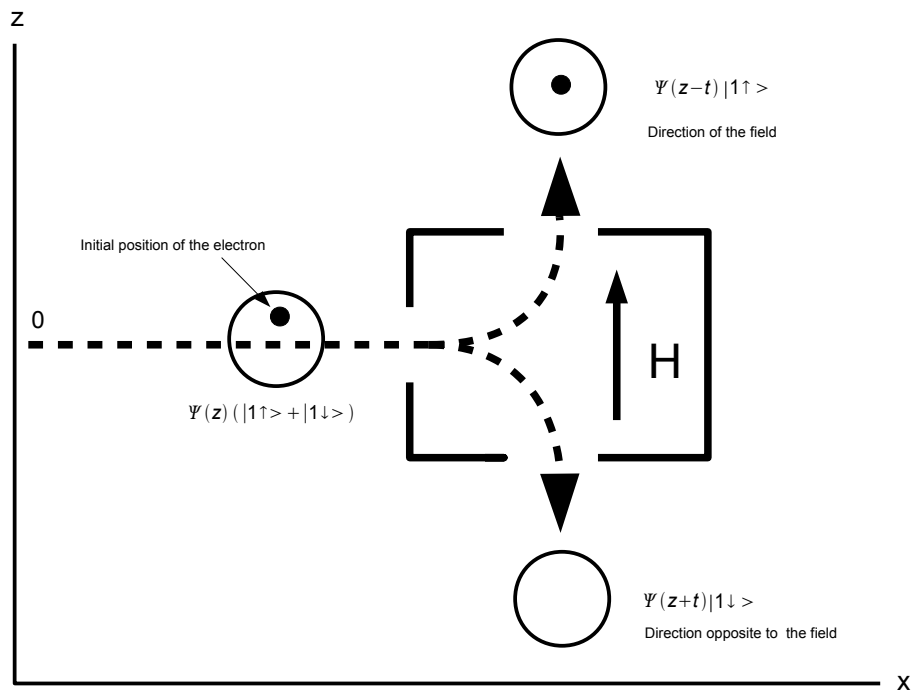 z
Ψ(z−t)|1↑>
Direction of the field
Initial position of the electron
0
H
Ψ(z)(|1↑>+|1↓>)
Ψ(z+t)|1↓>
Direction opposite to the field
x